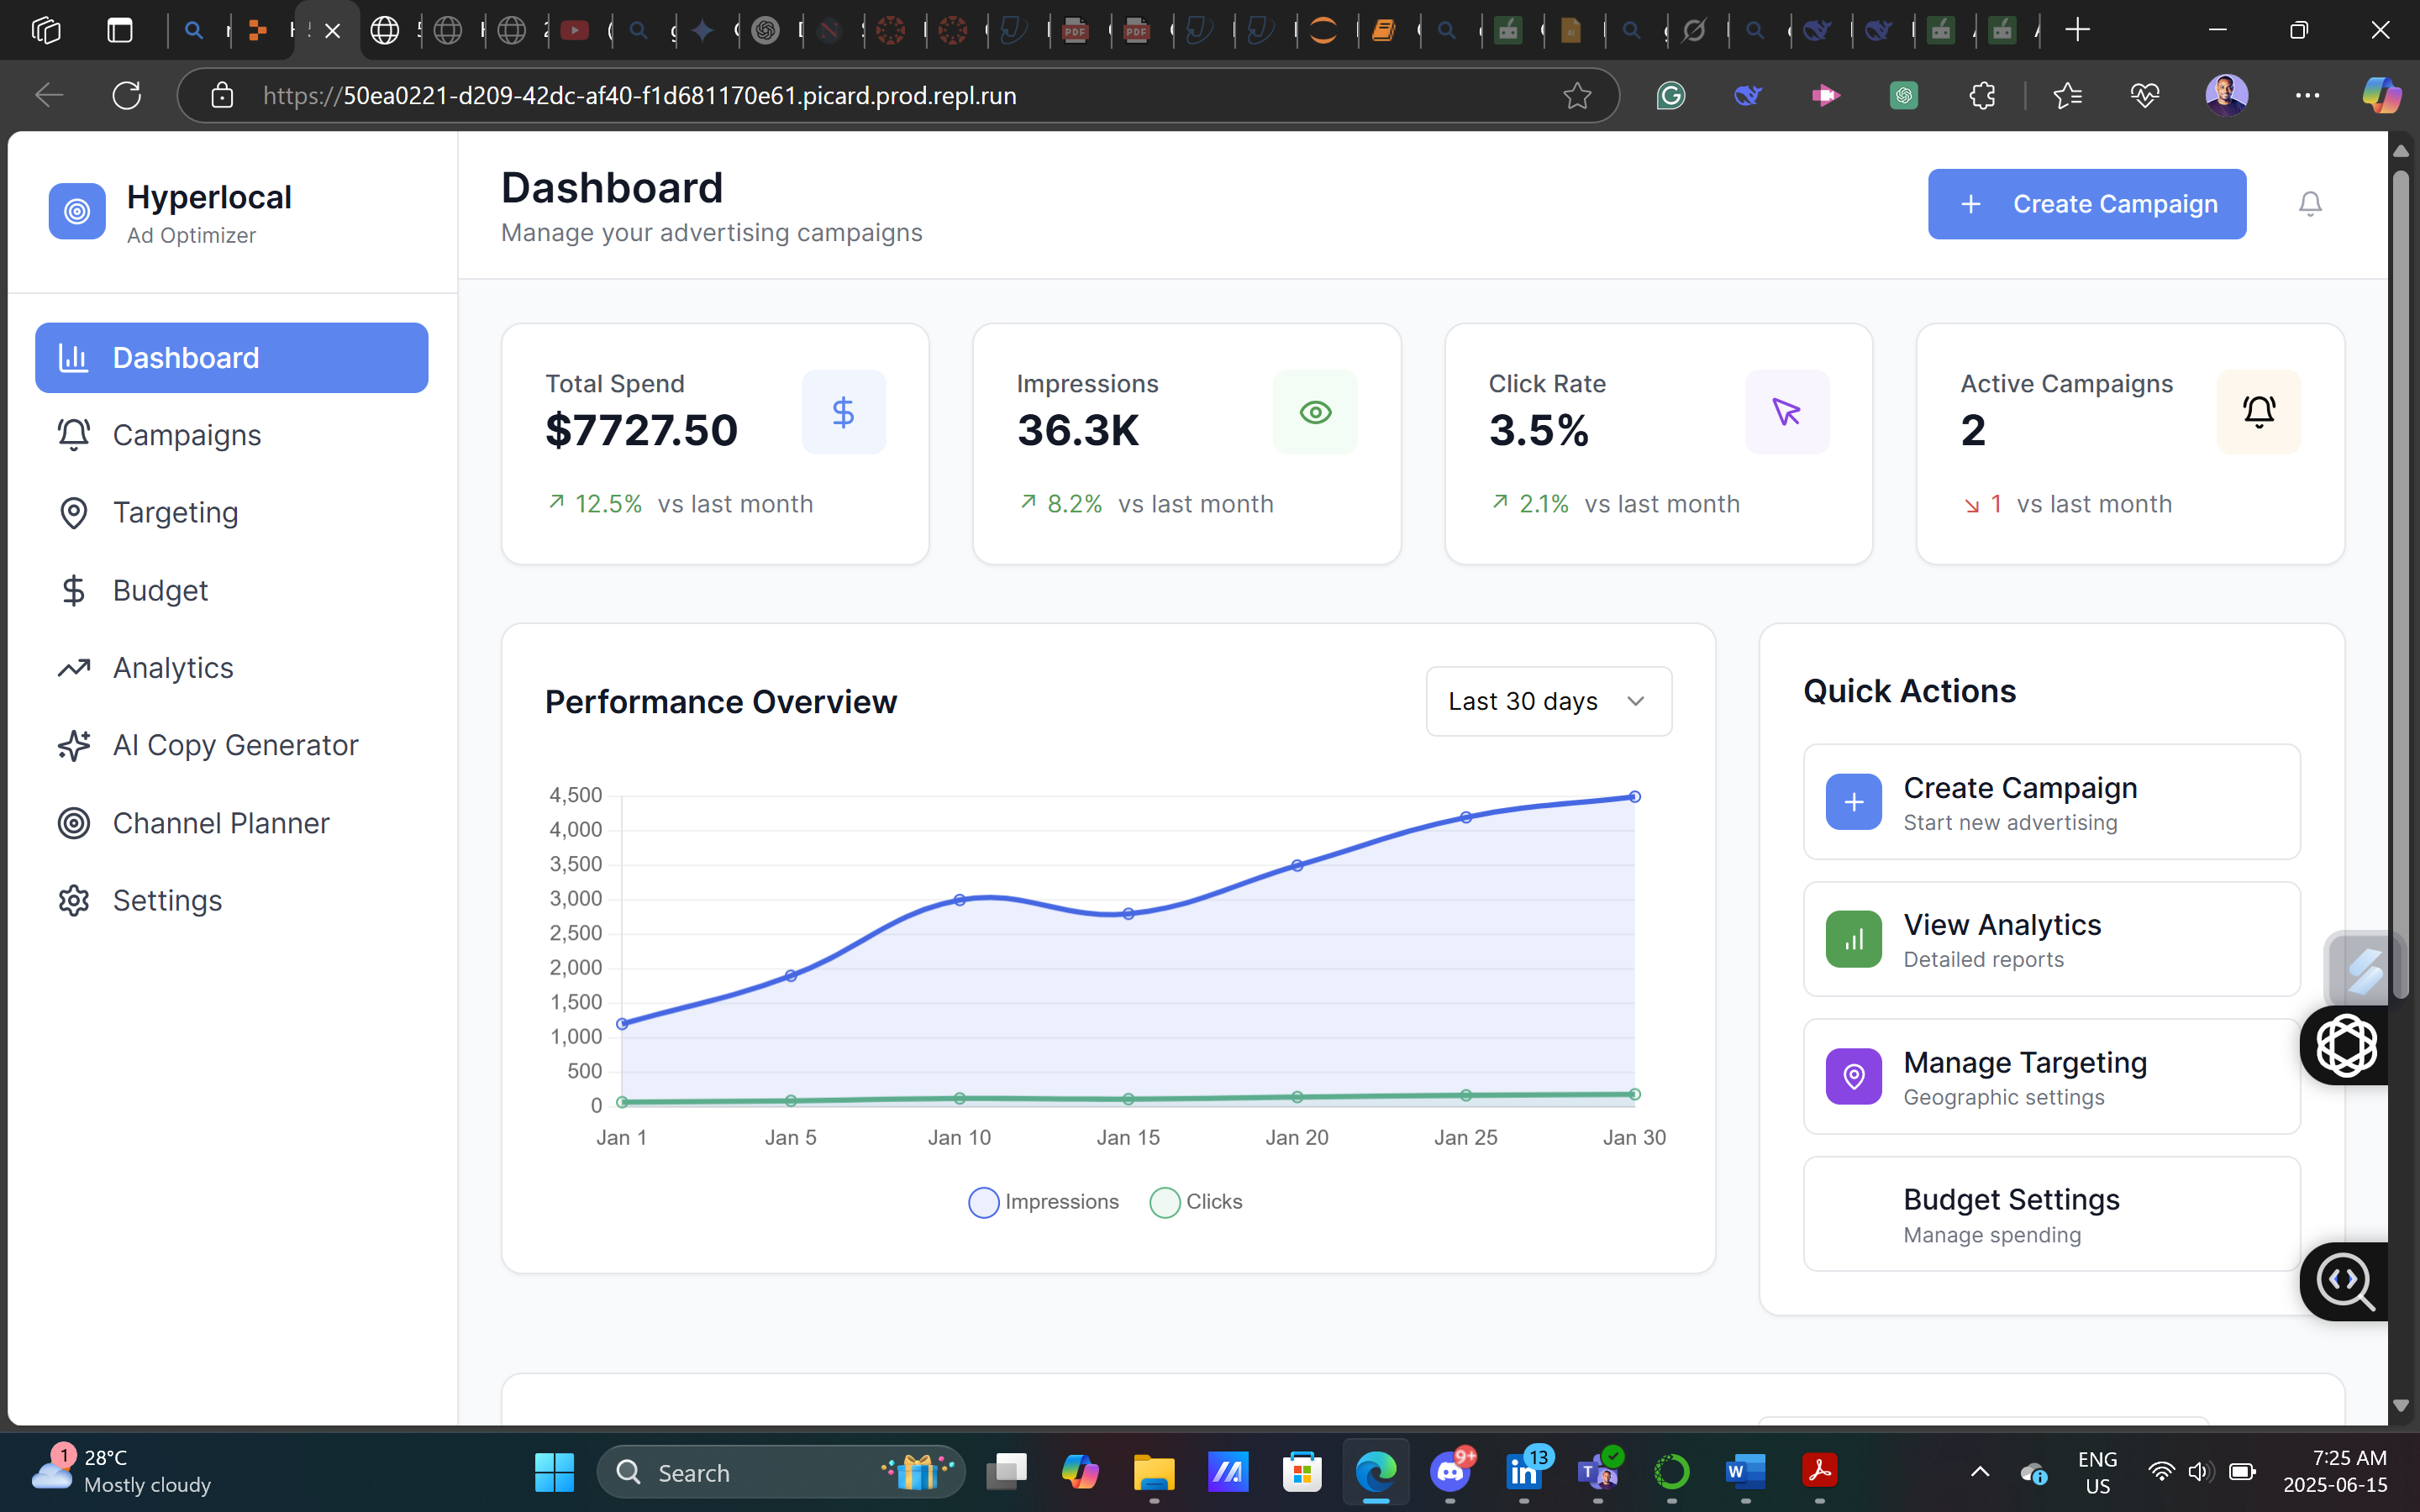 https://50ea0221-d209-42dc-af40-f1d681170e61.picard.prod.repl.run
Hyperlocal
Ad Optimizer
Dashboard
Campaigns
Targeting
Budget
Analytics
AI Copy Generator
Channel Planner
Settings
Dashboard
Manage your advertising campaigns
Create Campaign
Total Spend
$7727.50
12.5% vs last month
Impressions
36.3K
8.2% vs last month
Click Rate
3.5%
2.1% vs last month
Active Campaigns
2
1 vs last month
Performance Overview
Last 30 days
4,500
4,000
3,500
3,000
2,500
2,000
1,500
1,000
500
0
Jan 1 Jan 5 Jan 10 Jan 15 Jan 20 Jan 25 Jan 30
Impressions Clicks
Quick Actions
Create Campaign
Start new advertising
View Analytics
Detailed reports
Manage Targeting
Geographic settings
Budget Settings
Manage spending
1
28°C
Mostly cloudy
Search
9+
13
ENG
US
7:25 AM
2025-06-15